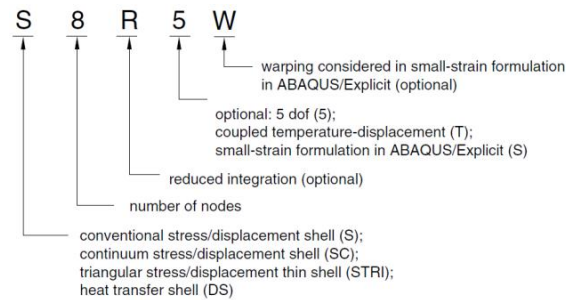 S 8 R 5 W
warping considered in small-strain formulation
in ABAQUS/Explicit (optional)
optional: 5 dof (5);
coupled temperature-displacement (T);
small-strain formulation in ABAQUS/Explicit (S)
reduced integration (optional)
number of nodes
conventional stress/displacement shell (S);
continuum stress/displacement shell (SC);
triangular stress/displacement thin shell (STRI);
heat transfer shell (DS)